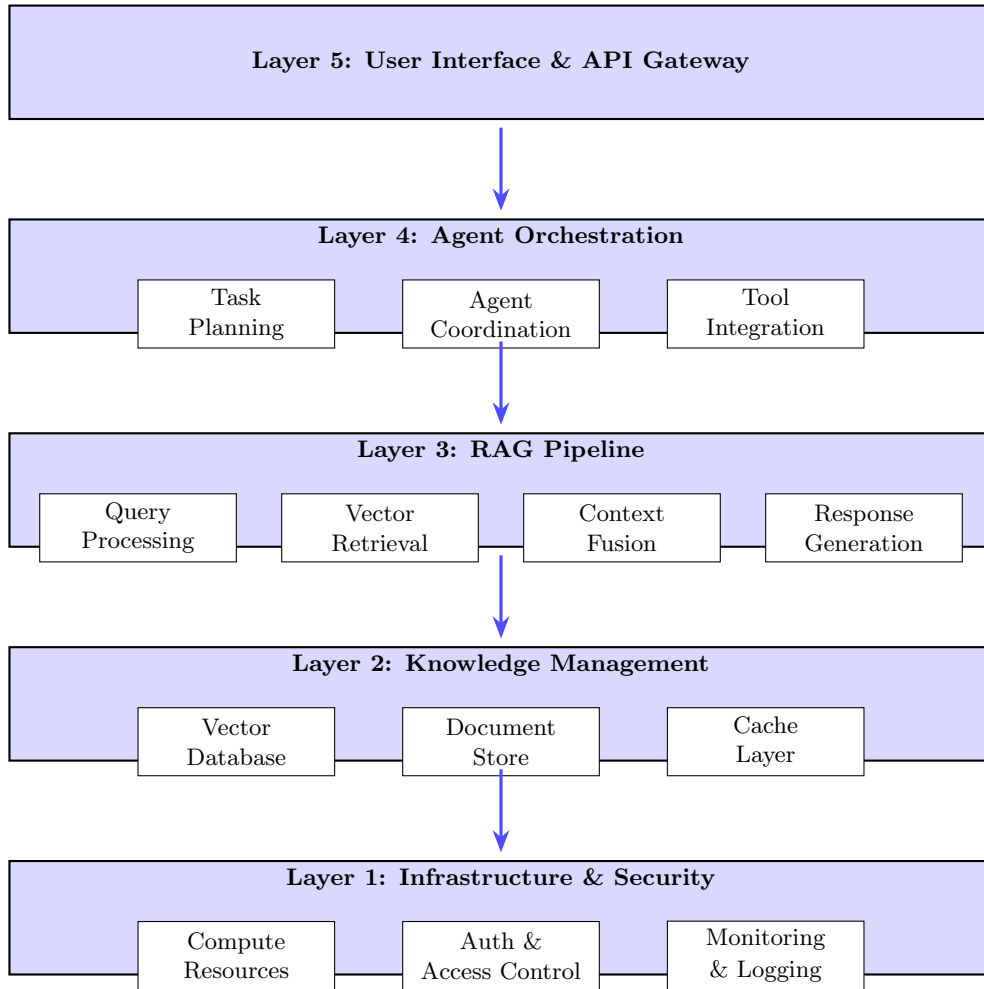 Layer 5: User Interface & API Gateway
Layer 4: Agent Orchestration
Task
Planning
Agent
Coordination
Tool
Integration
Layer 3: RAG Pipeline
Query
Processing
Vector
Retrieval
Context
Fusion
Response
Generation
Layer 2: Knowledge Management
Vector
Database
Document
Store
Cache
Layer
Layer 1: Infrastructure & Security
Compute
Resources
Auth &
Access Control
Monitoring
& Logging